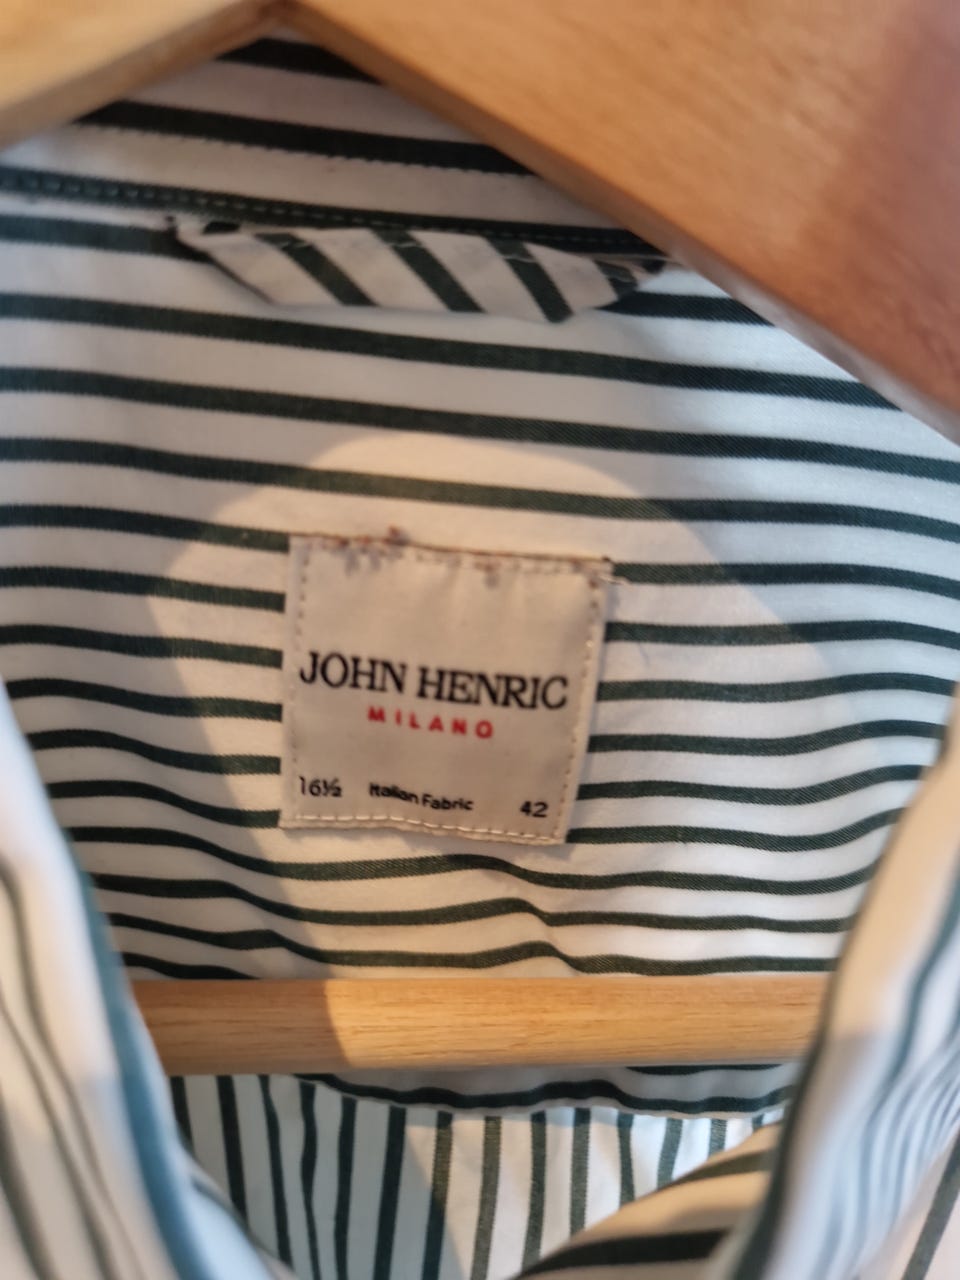 JOHN HENRIC
MILANO
16½ Italian Fabric 42